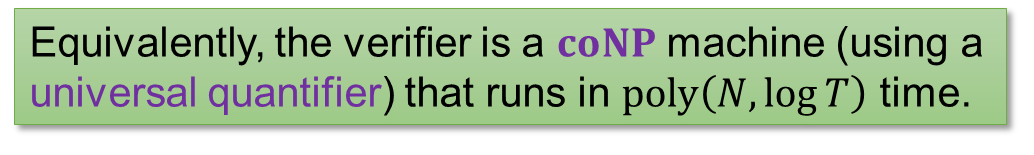 Equivalently, the verifier is a coNP machine (using a
universal quantifier) that runs in poly(N, log T) time.